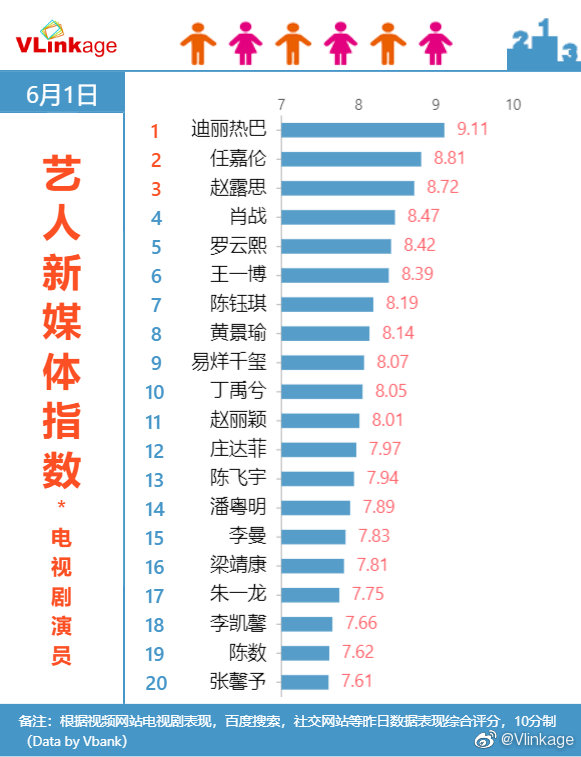 VLinkage
1
2
3
6月1日
艺人新媒体指数
*
电视剧演员
7 8 9 10
1 迪丽热巴 9.11
2 任嘉伦 8.81
3 赵露思 8.72
4 肖战 8.47
5 罗云熙 8.42
6 王一博 8.39
7 陈钰琪 8.19
8 黄景瑜 8.14
9 易烊千玺 8.07
10 丁禹兮 8.05
11 赵丽颖 8.01
12 庄达菲 7.97
13 陈飞宇 7.94
14 潘粤明 7.89
15 李曼 7.83
16 梁靖康 7.81
17 朱一龙 7.75
18 李凯馨 7.66
19 陈数 7.62
20 张馨予 7.61
备注：根据视频网站电视剧表现，百度搜索，社交网站等昨日数据表现综合评分，10分制
（Data by Vbank）
@Vlinkage